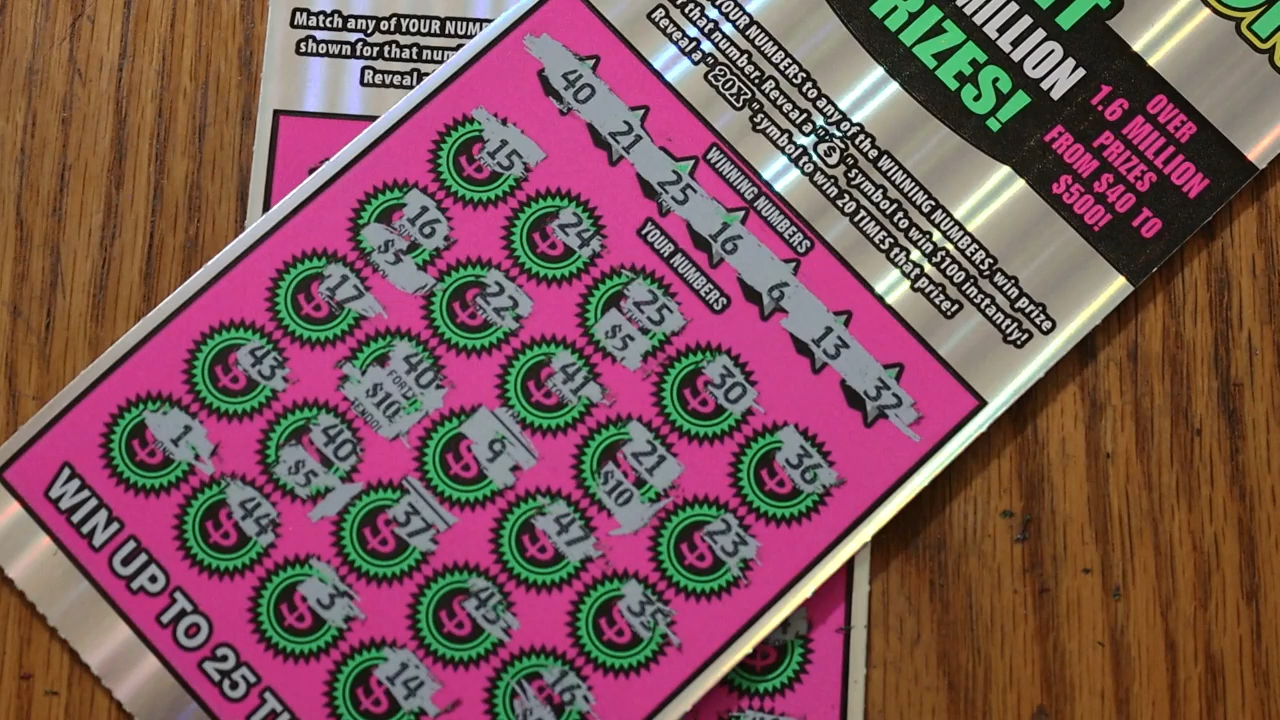 Match any of YOUR NUM
shown for that num
Reveal a
YOUR NUMBERS to any of the WINNING NUMBERS, win prize
for that number. Reveal a " $ " symbol to win $100 instantly!
Reveal a " 20X " symbol to win 20 TIMES that prize!
MILLION
RIZES!
OVER
1.6 MILLION
PRIZES
FROM $40 TO
$500!
WINNING NUMBERS
40 21 25 16 6 13 32
YOUR NUMBERS
15 24 25 30 36
$5
16 22 41 21 23
$5 $10
17 40 9 47 35
FORTY
$10
43 40 37 45 16
$5
1 44 3 14
WIN UP TO 25 TI